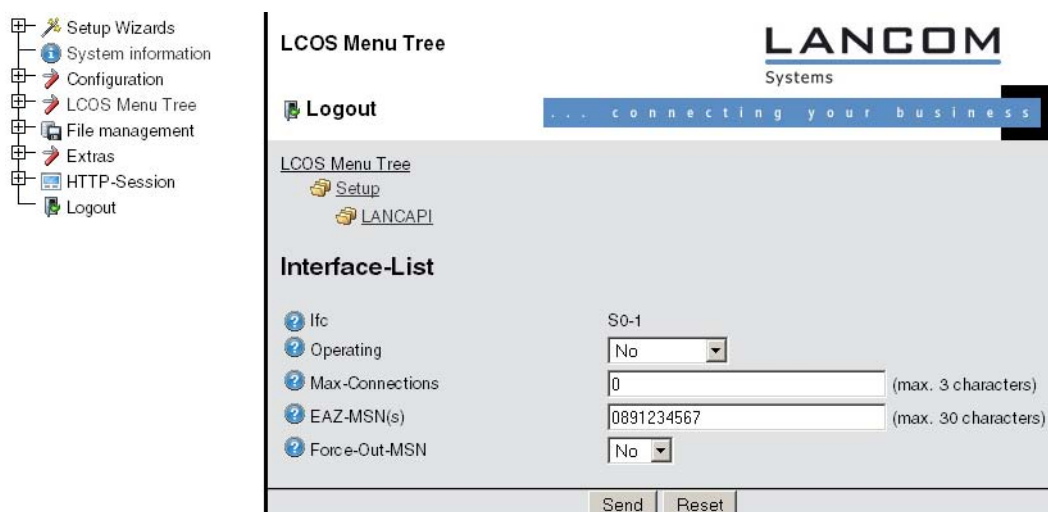 Setup Wizards
System information
Configuration
LCOS Menu Tree
File management
Extras
HTTP-Session
Logout
LCOS Menu Tree
LANCOM
Systems
Logout
... connecting your business
LCOS Menu Tree
Setup
LANCAPI
Interface-List
Ifc S0-1
Operating No
Max-Connections 0 (max. 3 characters)
EAZ-MSN(s) 0891234567 (max. 30 characters)
Force-Out-MSN No
Send Reset